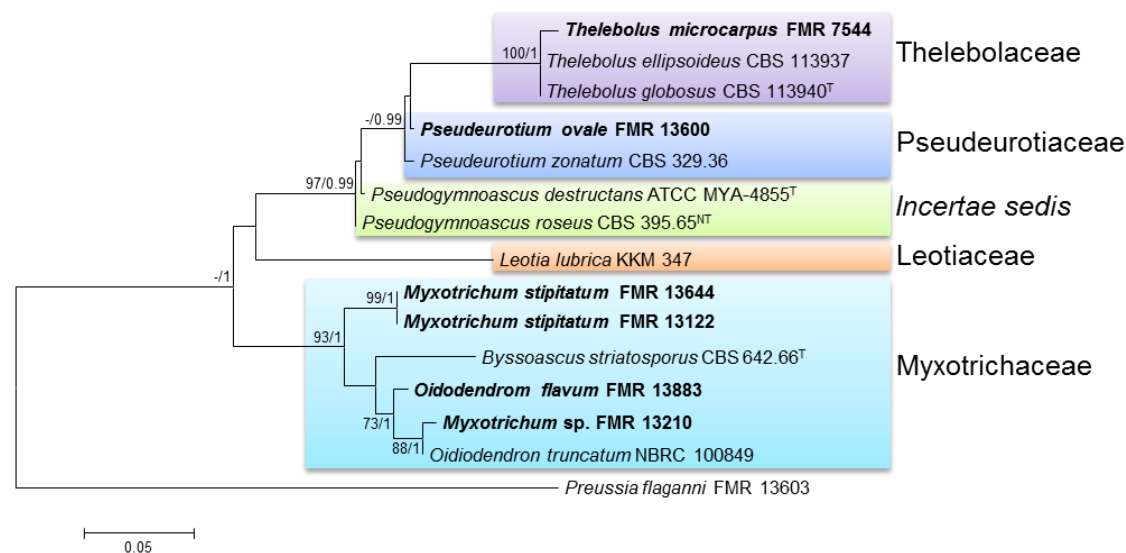 Thelebolus microcarpus FMR 7544
100/1
Thelebolus ellipsoideus CBS 113937
Thelebolus globosus CBS 113940ᵀ
Thelebolaceae
-/0.99
Pseudeurotium ovale FMR 13600
Pseudeurotium zonatum CBS 329.36
Pseudeurotiaceae
97/0.99
Pseudogymnoascus destructans ATCC MYA-4855ᵀ
Pseudogymnoascus roseus CBS 395.65ᴺᵀ
Incertae sedis
-/1
Leotia lubrica KKM 347
Leotiaceae
99/1
Myxotrichum stipitatum FMR 13644
Myxotrichum stipitatum FMR 13122
93/1
Byssoascus striatosporus CBS 642.66ᵀ
Myxotrichaceae
Oidodendrom flavum FMR 13883
73/1
Myxotrichum sp. FMR 13210
88/1
Oidiodendron truncatum NBRC 100849
Preussia flaganni FMR 13603
0.05